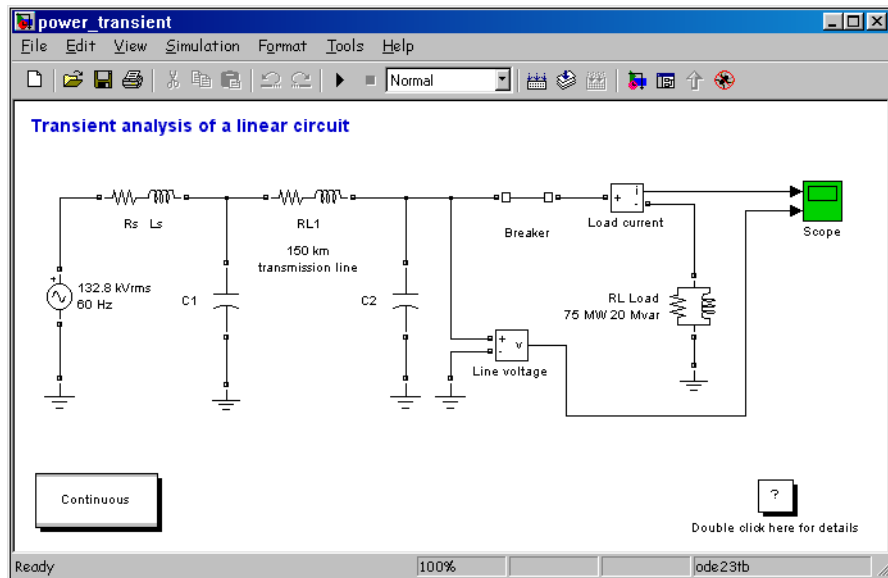 power_transient
File Edit View Simulation Format Tools Help
Normal
Transient analysis of a linear circuit
Rs Ls
RL1
150 km
transmission line
Breaker
i
+
-
Load current
Scope
+
132.8 kVrms
60 Hz
C1
C2
RL Load
75 MW 20 Mvar
+
-
v
Line voltage
Continuous
?
Double click here for details
Ready 100% ode23tb